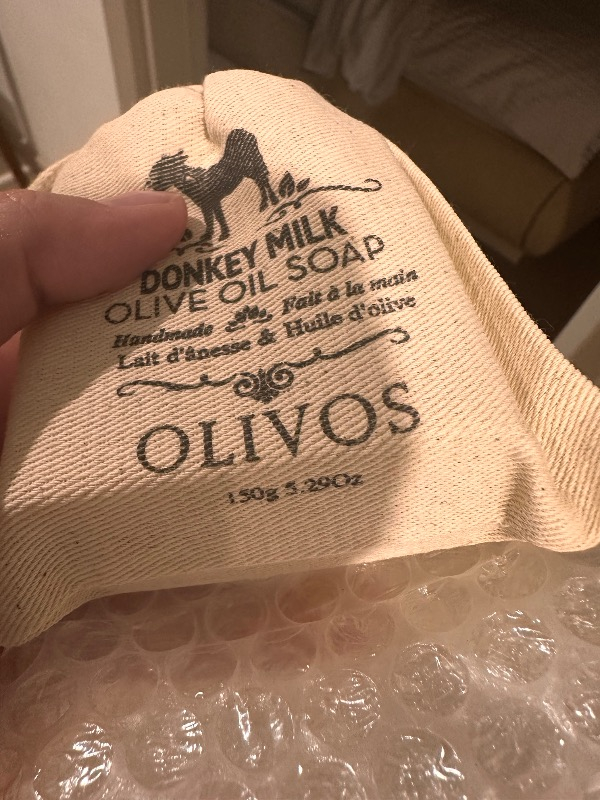 DONKEY MILK
OLIVE OIL SOAP
Handmade Fait à la main
Lait d'ânesse & Huile d'olive
OLIVOS
150g 5.29Oz